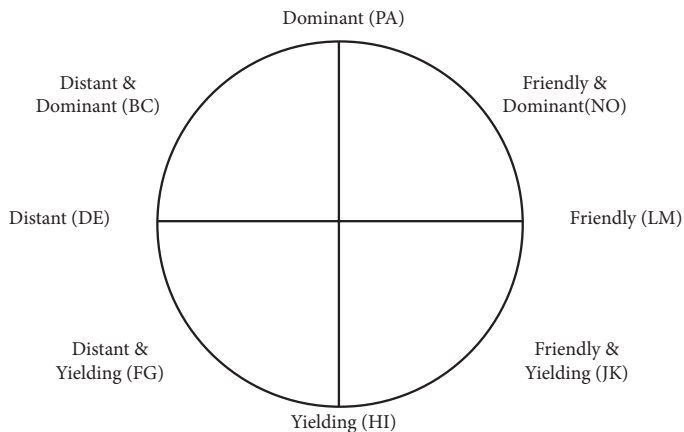 Dominant (PA)
Distant &
Dominant (BC)
Friendly &
Dominant(NO)
Distant (DE)
Friendly (LM)
Distant &
Yielding (FG)
Friendly &
Yielding (JK)
Yielding (HI)